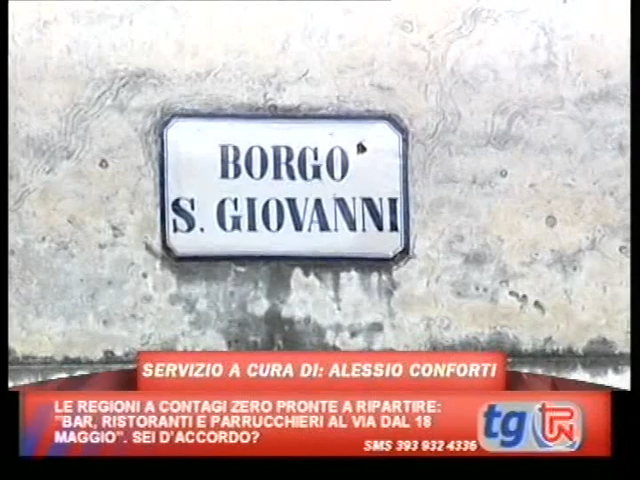 BORGO
S. GIOVANNI
SERVIZIO A CURA DI: ALESSIO CONFORTI
LE REGIONI A CONTAGI ZERO PRONTE A RIPARTIRE:
"BAR, RISTORANTI E PARRUCCHIERI AL VIA DAL 18
MAGGIO". SEI D'ACCORDO?
SMS 393 932 4336
tg TPN